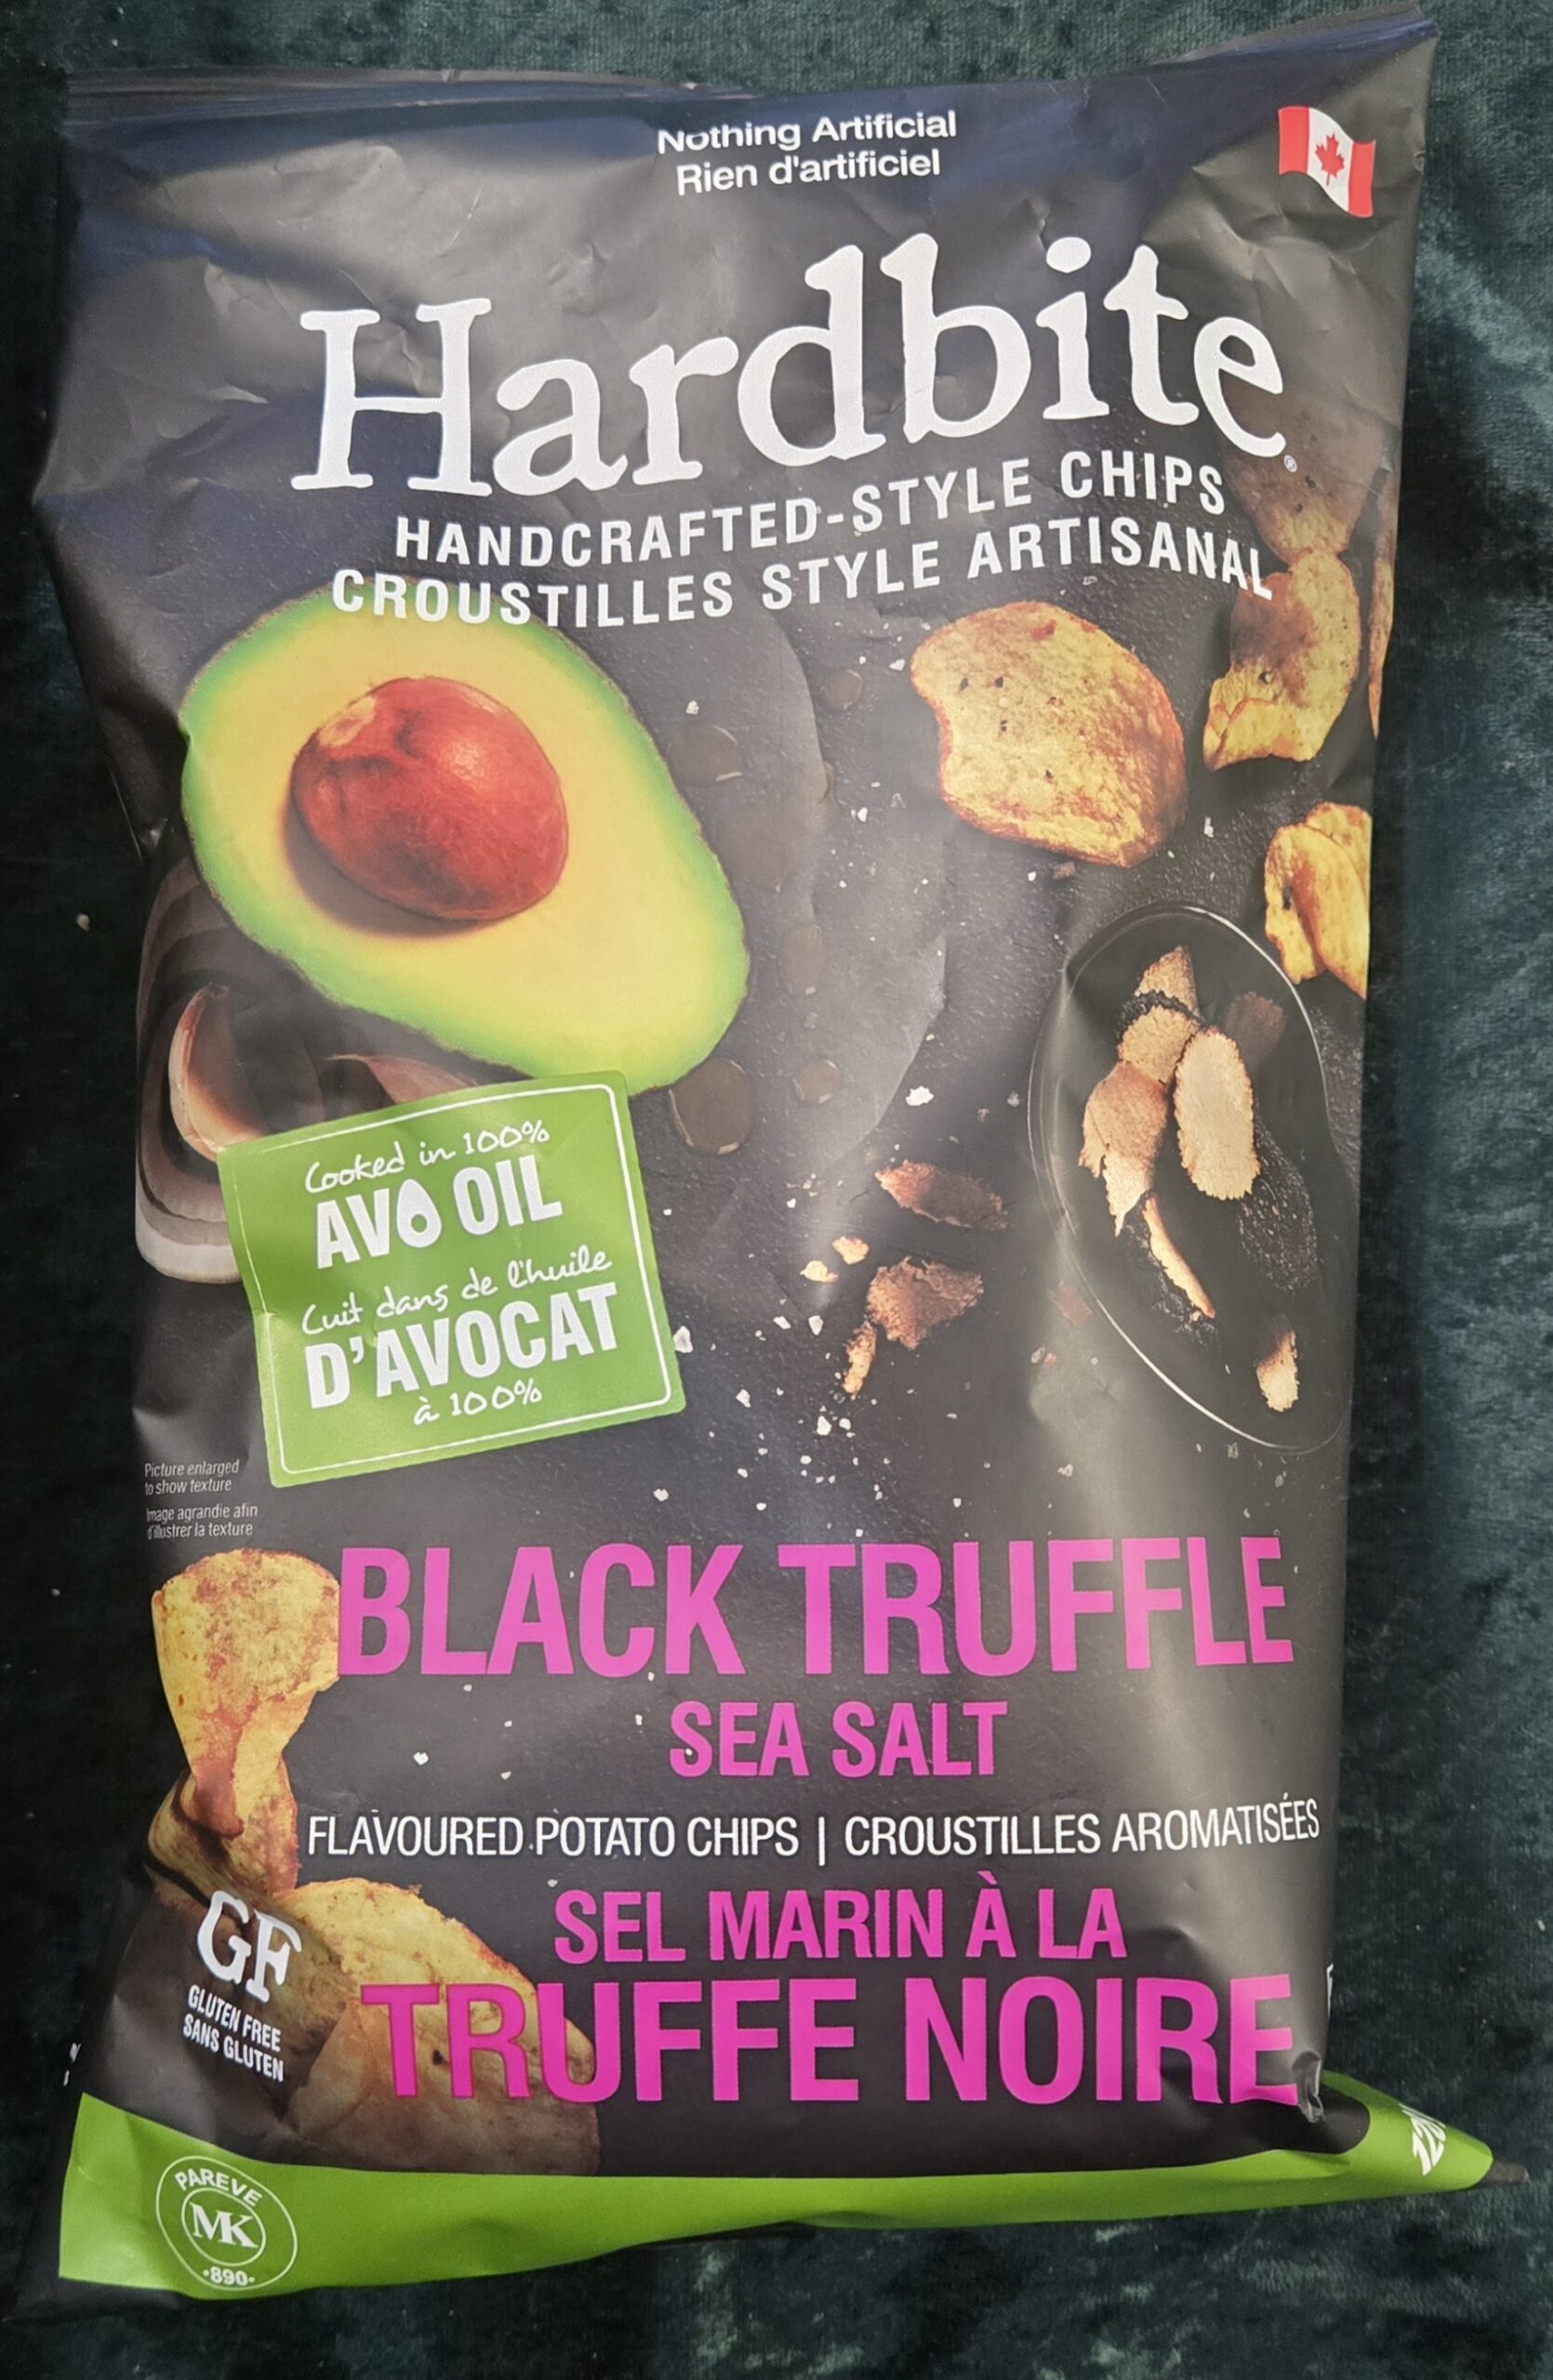 Nothing Artificial
Rien d'artificiel
Hardbite®
HANDCRAFTED-STYLE CHIPS
CROUSTILLES STYLE ARTISANAL
Cooked in 100%
AVO OIL
Cuit dans de l'huile
D'AVOCAT
à 100%
Picture enlarged
to show texture
Image agrandie afin
d'illustrer la texture
BLACK TRUFFLE
SEA SALT
FLAVOURED POTATO CHIPS | CROUSTILLES AROMATISÉES
SEL MARIN À LA
TRUFFE NOIRE
GF
GLUTEN FREE
SANS GLUTEN
PAREVE
MK
·890·